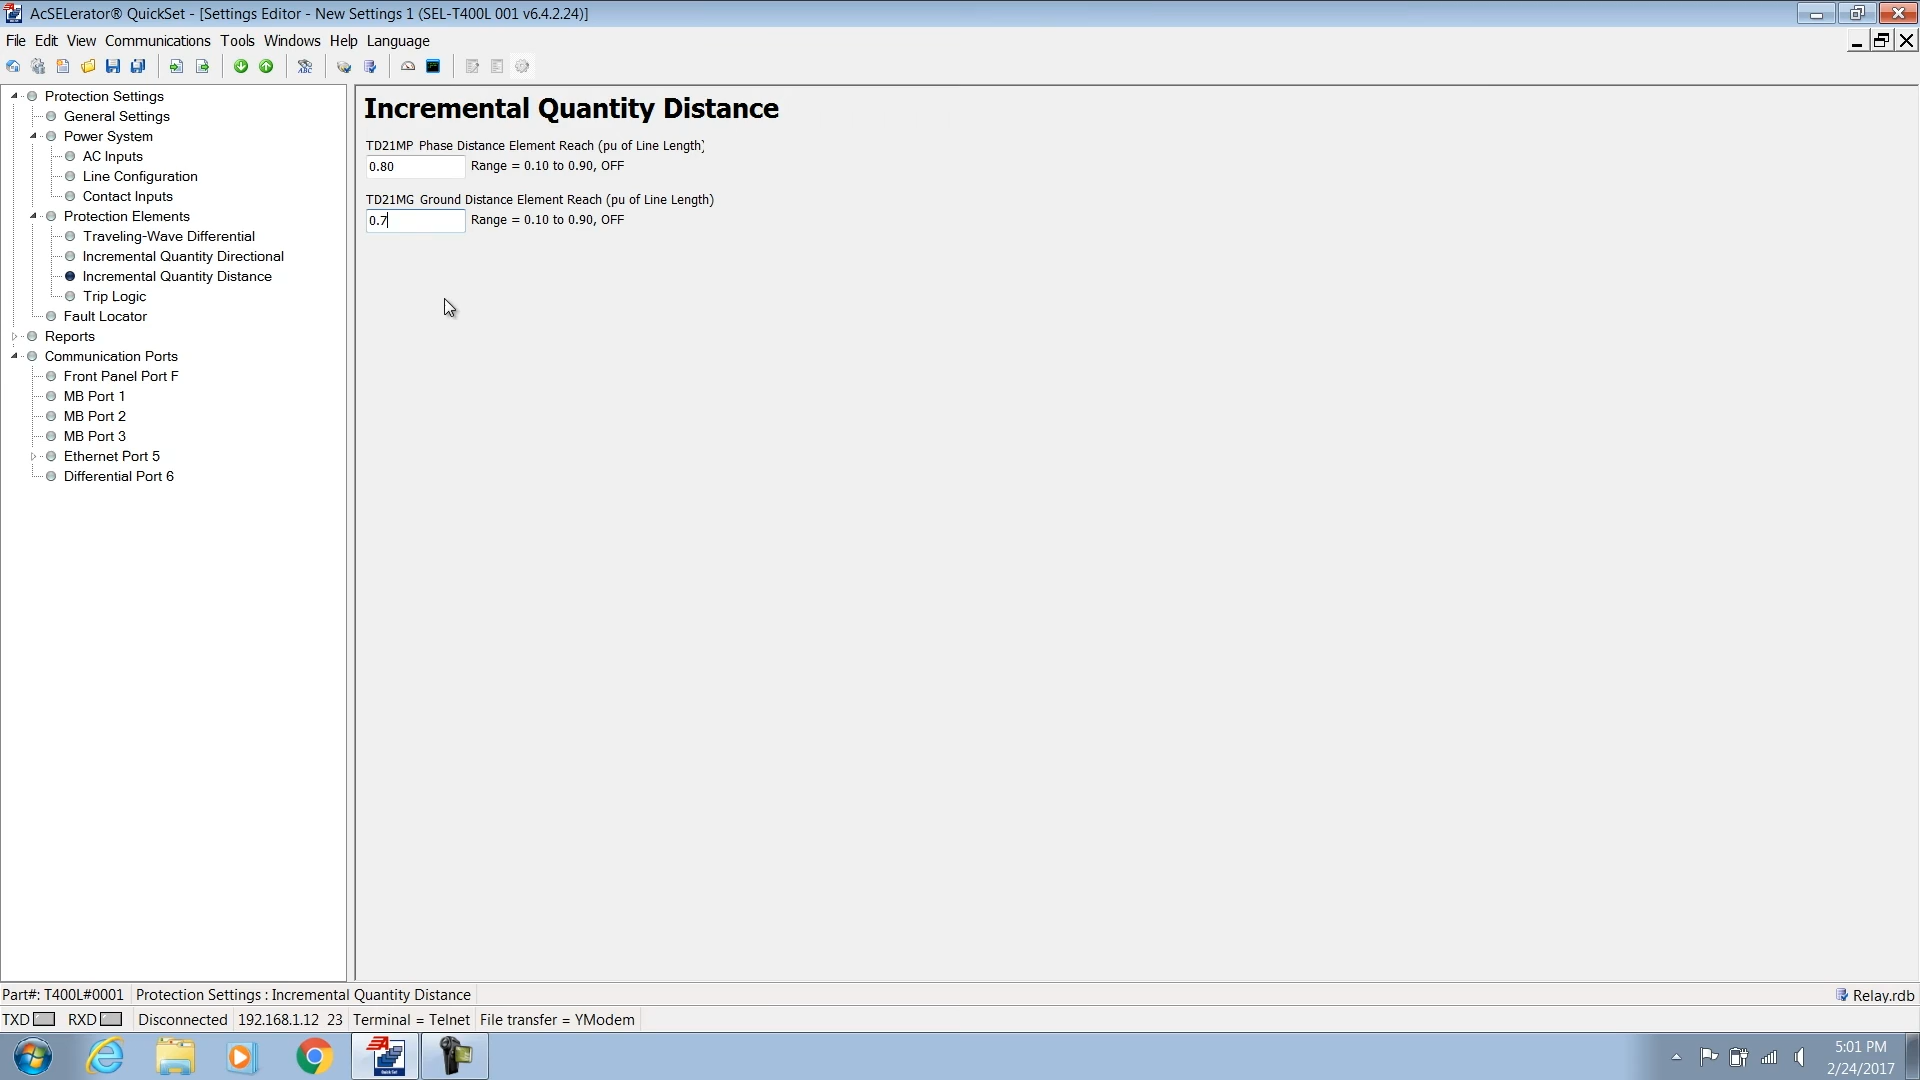 AcSELerator® QuickSet - [Settings Editor - New Settings 1 (SEL-T400L 001 v6.4.2.24)]
File Edit View Communications Tools Windows Help Language
ABC
Protection Settings
General Settings
Power System
AC Inputs
Line Configuration
Contact Inputs
Protection Elements
Traveling-Wave Differential
Incremental Quantity Directional
Incremental Quantity Distance
Trip Logic
Fault Locator
Reports
Communication Ports
Front Panel Port F
MB Port 1
MB Port 2
MB Port 3
Ethernet Port 5
Differential Port 6
Incremental Quantity Distance
TD21MP Phase Distance Element Reach (pu of Line Length)
0.80 Range = 0.10 to 0.90, OFF
TD21MG Ground Distance Element Reach (pu of Line Length)
0.7 Range = 0.10 to 0.90, OFF
Part#: T400L#0001 Protection Settings : Incremental Quantity Distance Relay.rdb
TXD RXD Disconnected 192.168.1.12 23 Terminal = Telnet File transfer = YModem
Quick Set
5:01 PM
2/24/2017